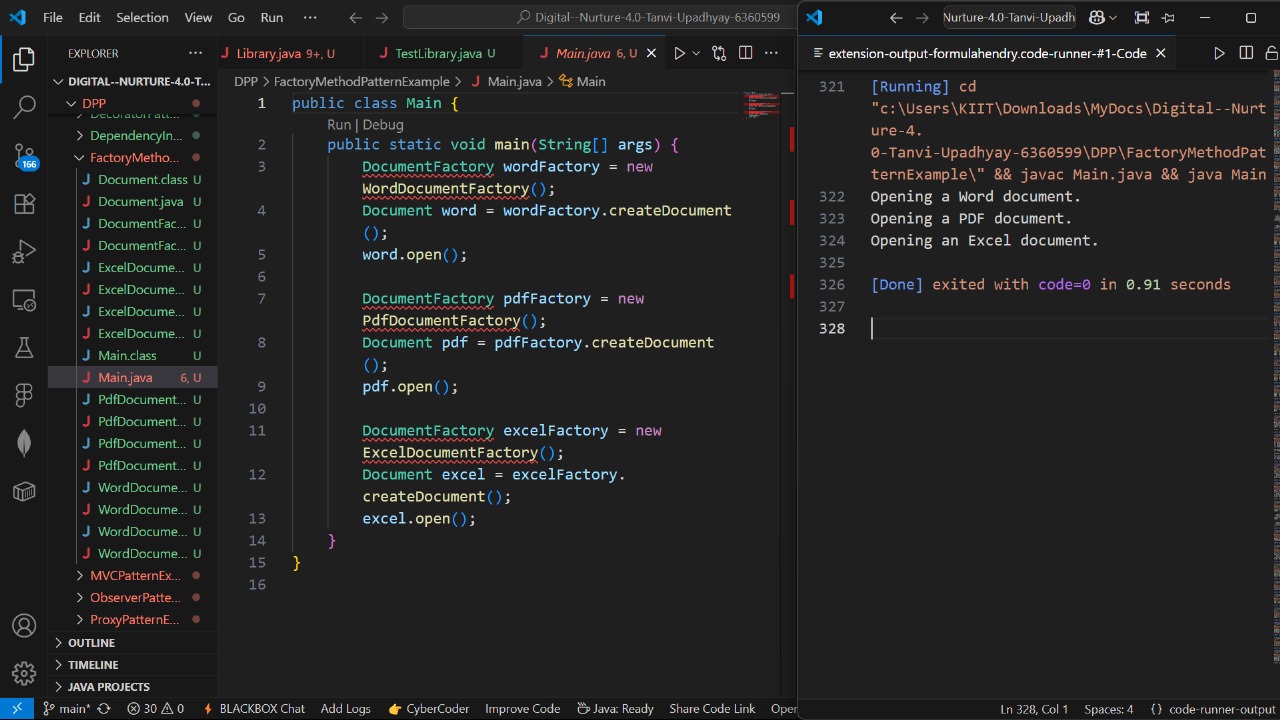 File Edit Selection View Go Run ···
Digital--Nurture-4.0-Tanvi-Upadhyay-6360599
EXPLORER ···
DIGITAL--NURTURE-4.0-T...
DPP
DecoratorPatt...
DependencyIn...
FactoryMetho...
Document.class U
Document.java U
DocumentFac... U
DocumentFac... U
ExcelDocume... U
ExcelDocume... U
ExcelDocume... U
ExcelDocume... U
Main.class U
Main.java 6, U
PdfDocument... U
PdfDocument... U
PdfDocument... U
PdfDocument... U
WordDocume... U
WordDocume... U
WordDocume... U
WordDocume... U
MVCPatternEx...
ObserverPatte...
ProxyPatternE...
OUTLINE
TIMELINE
JAVA PROJECTS
166
Library.java 9+, U
TestLibrary.java U
Main.java 6, U
DPP > FactoryMethodPatternExample > Main.java > Main
1 public class Main {
Run | Debug
2 public static void main(String[] args) {
3 DocumentFactory wordFactory = new
WordDocumentFactory();
4 Document word = wordFactory.createDocument
();
5 word.open();
6
7 DocumentFactory pdfFactory = new
PdfDocumentFactory();
8 Document pdf = pdfFactory.createDocument
();
9 pdf.open();
10
11 DocumentFactory excelFactory = new
ExcelDocumentFactory();
12 Document excel = excelFactory.
createDocument();
13 excel.open();
14 }
15 }
16
main* 30 0 BLACKBOX Chat Add Logs CyberCoder Improve Code Java: Ready Share Code Link Open
Nurture-4.0-Tanvi-Upadh
extension-output-formulahendry.code-runner-#1-Code
321 [Running] cd
"c:\Users\KIIT\Downloads\MyDocs\Digital--Nurt
ure-4.
0-Tanvi-Upadhyay-6360599\DPP\FactoryMethodPat
ternExample\" && javac Main.java && java Main
322 Opening a Word document.
323 Opening a PDF document.
324 Opening an Excel document.
325
326 [Done] exited with code=0 in 0.91 seconds
327
328
Ln 328, Col 1 Spaces: 4 {} code-runner-output